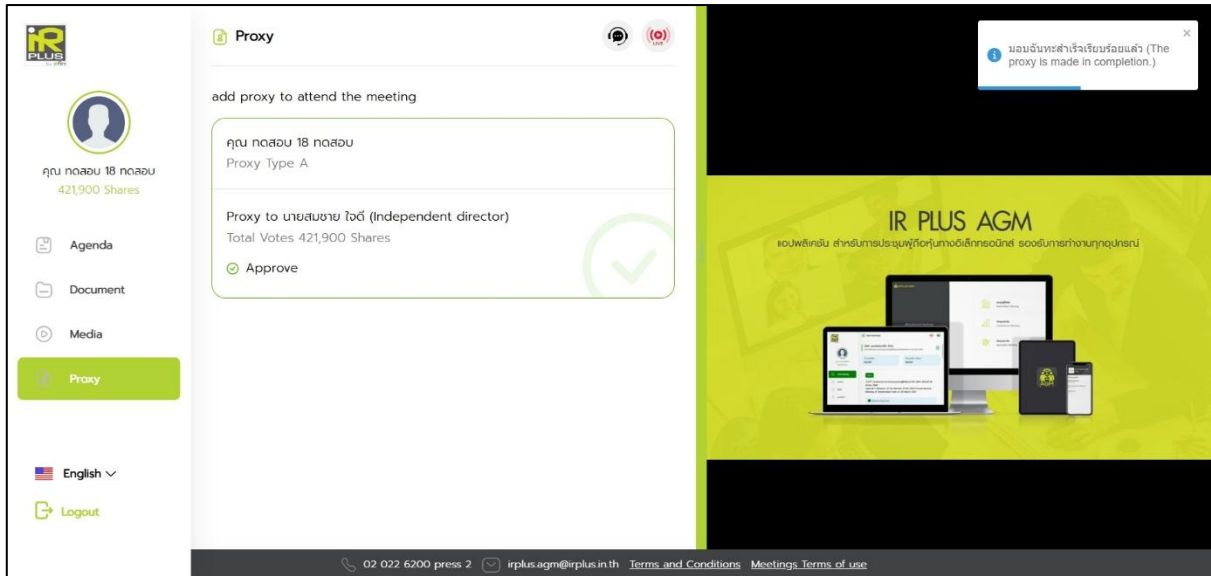 iR
PLUS
คุณ ทดสอบ 18 ทดสอบ
421,900 Shares
Agenda
Document
Media
Proxy
English
Logout
Proxy
LIVE
add proxy to attend the meeting
คุณ ทดสอบ 18 ทดสอบ
Proxy Type A
Proxy to นายสมชาย ใจดี (Independent director)
Total Votes 421,900 Shares
Approve
มอบฉันทะสำเร็จเรียบร้อยแล้ว (The
proxy is made in completion.)
IR PLUS AGM
แอปพลิเคชัน สำหรับการประชุมผู้ถือหุ้นทางอิเล็กทรอนิกส์ รองรับการทำงานทุกอุปกรณ์
02 022 6200 press 2 irplus.agm@irplus.in.th Terms and Conditions Meetings Terms of use